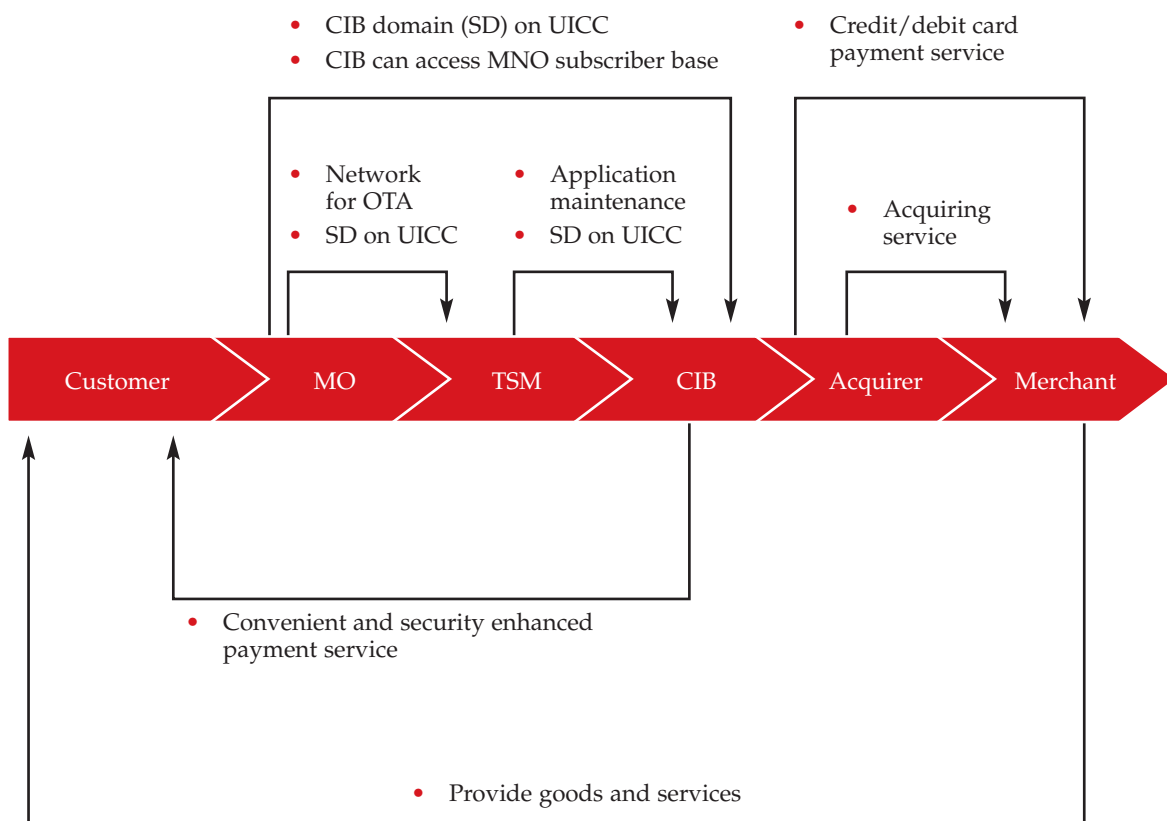 • CIB domain (SD) on UICC
• CIB can access MNO subscriber base
• Credit/debit card
payment service
• Network
for OTA
• SD on UICC
• Application
maintenance
• SD on UICC
• Acquiring
service
Customer
MO
TSM
CIB
Acquirer
Merchant
• Convenient and security enhanced
payment service
• Provide goods and services